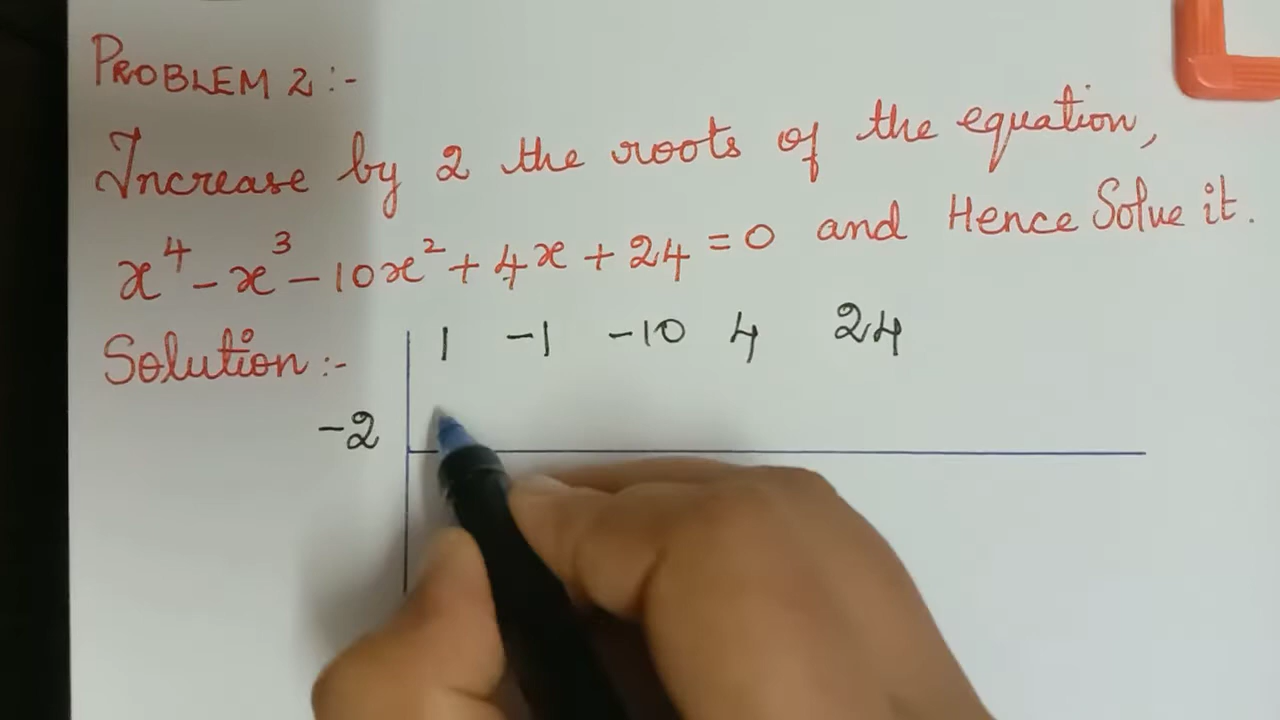 PROBLEM 2:-
Increase by 2 the roots of the equation,
x⁴ - x³ - 10x² + 4x + 24 = 0 and Hence Solve it.
Solution :- 1 -1 -10 4 24
-2